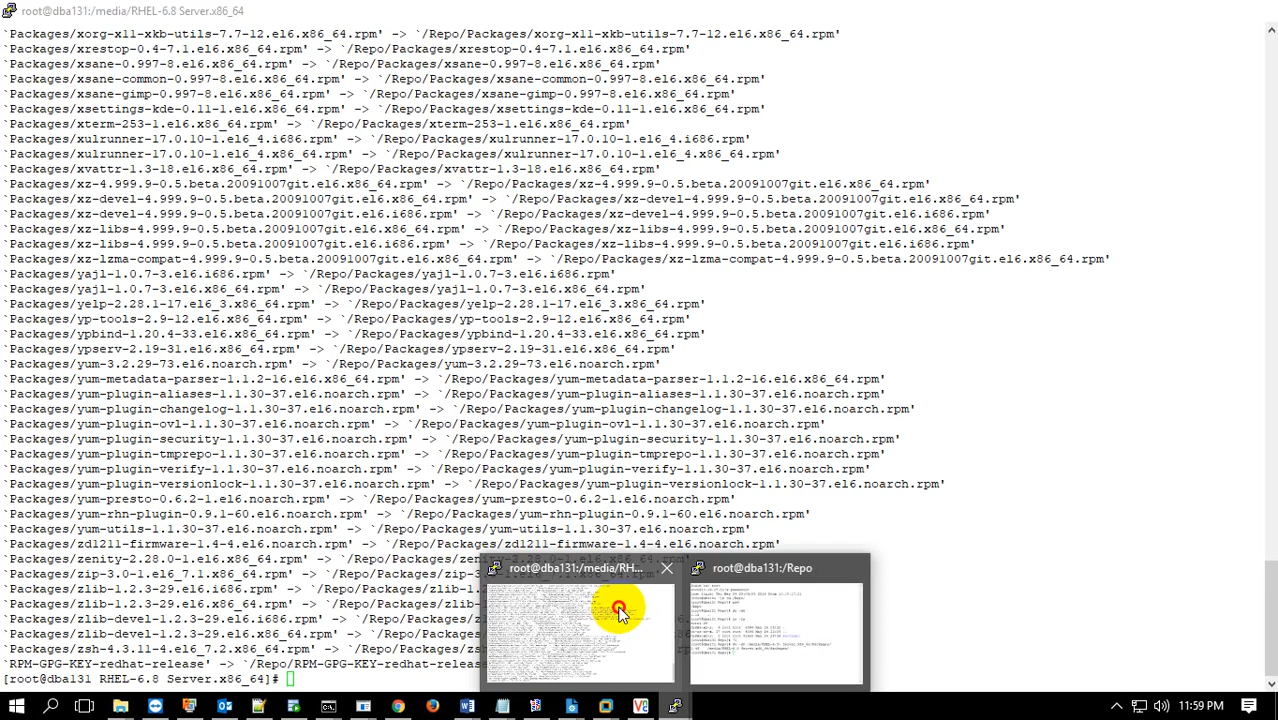 root@dba131:/media/RHEL-6.8 Server.x86_64
`Packages/xorg-x11-xkb-utils-7.7-12.el6.x86_64.rpm' -> `/Repo/Packages/xorg-x11-xkb-utils-7.7-12.el6.x86_64.rpm'
`Packages/xrestop-0.4-7.1.el6.x86_64.rpm' -> `/Repo/Packages/xrestop-0.4-7.1.el6.x86_64.rpm'
`Packages/xsane-0.997-8.el6.x86_64.rpm' -> `/Repo/Packages/xsane-0.997-8.el6.x86_64.rpm'
`Packages/xsane-common-0.997-8.el6.x86_64.rpm' -> `/Repo/Packages/xsane-common-0.997-8.el6.x86_64.rpm'
`Packages/xsane-gimp-0.997-8.el6.x86_64.rpm' -> `/Repo/Packages/xsane-gimp-0.997-8.el6.x86_64.rpm'
`Packages/xsettings-kde-0.11-1.el6.x86_64.rpm' -> `/Repo/Packages/xsettings-kde-0.11-1.el6.x86_64.rpm'
`Packages/xterm-253-1.el6.x86_64.rpm' -> `/Repo/Packages/xterm-253-1.el6.x86_64.rpm'
`Packages/xulrunner-17.0.10-1.el6_4.i686.rpm' -> `/Repo/Packages/xulrunner-17.0.10-1.el6_4.i686.rpm'
`Packages/xulrunner-17.0.10-1.el6_4.x86_64.rpm' -> `/Repo/Packages/xulrunner-17.0.10-1.el6_4.x86_64.rpm'
`Packages/xvattr-1.3-18.el6.x86_64.rpm' -> `/Repo/Packages/xvattr-1.3-18.el6.x86_64.rpm'
`Packages/xz-4.999.9-0.5.beta.20091007git.el6.x86_64.rpm' -> `/Repo/Packages/xz-4.999.9-0.5.beta.20091007git.el6.x86_64.rpm'
`Packages/xz-devel-4.999.9-0.5.beta.20091007git.el6.x86_64.rpm' -> `/Repo/Packages/xz-devel-4.999.9-0.5.beta.20091007git.el6.x86_64.rpm'
`Packages/xz-devel-4.999.9-0.5.beta.20091007git.el6.i686.rpm' -> `/Repo/Packages/xz-devel-4.999.9-0.5.beta.20091007git.el6.i686.rpm'
`Packages/xz-libs-4.999.9-0.5.beta.20091007git.el6.x86_64.rpm' -> `/Repo/Packages/xz-libs-4.999.9-0.5.beta.20091007git.el6.x86_64.rpm'
`Packages/xz-libs-4.999.9-0.5.beta.20091007git.el6.i686.rpm' -> `/Repo/Packages/xz-libs-4.999.9-0.5.beta.20091007git.el6.i686.rpm'
`Packages/xz-lzma-compat-4.999.9-0.5.beta.20091007git.el6.x86_64.rpm' -> `/Repo/Packages/xz-lzma-compat-4.999.9-0.5.beta.20091007git.el6.x86_64.rpm'
`Packages/yajl-1.0.7-3.el6.i686.rpm' -> `/Repo/Packages/yajl-1.0.7-3.el6.i686.rpm'
`Packages/yajl-1.0.7-3.el6.x86_64.rpm' -> `/Repo/Packages/yajl-1.0.7-3.el6.x86_64.rpm'
`Packages/yelp-2.28.1-17.el6_3.x86_64.rpm' -> `/Repo/Packages/yelp-2.28.1-17.el6_3.x86_64.rpm'
`Packages/yp-tools-2.9-12.el6.x86_64.rpm' -> `/Repo/Packages/yp-tools-2.9-12.el6.x86_64.rpm'
`Packages/ypbind-1.20.4-33.el6.x86_64.rpm' -> `/Repo/Packages/ypbind-1.20.4-33.el6.x86_64.rpm'
`Packages/ypserv-2.19-31.el6.x86_64.rpm' -> `/Repo/Packages/ypserv-2.19-31.el6.x86_64.rpm'
`Packages/yum-3.2.29-73.el6.noarch.rpm' -> `/Repo/Packages/yum-3.2.29-73.el6.noarch.rpm'
`Packages/yum-metadata-parser-1.1.2-16.el6.x86_64.rpm' -> `/Repo/Packages/yum-metadata-parser-1.1.2-16.el6.x86_64.rpm'
`Packages/yum-plugin-aliases-1.1.30-37.el6.noarch.rpm' -> `/Repo/Packages/yum-plugin-aliases-1.1.30-37.el6.noarch.rpm'
`Packages/yum-plugin-changelog-1.1.30-37.el6.noarch.rpm' -> `/Repo/Packages/yum-plugin-changelog-1.1.30-37.el6.noarch.rpm'
`Packages/yum-plugin-ovl-1.1.30-37.el6.noarch.rpm' -> `/Repo/Packages/yum-plugin-ovl-1.1.30-37.el6.noarch.rpm'
`Packages/yum-plugin-security-1.1.30-37.el6.noarch.rpm' -> `/Repo/Packages/yum-plugin-security-1.1.30-37.el6.noarch.rpm'
`Packages/yum-plugin-tmprepo-1.1.30-37.el6.noarch.rpm' -> `/Repo/Packages/yum-plugin-tmprepo-1.1.30-37.el6.noarch.rpm'
`Packages/yum-plugin-verify-1.1.30-37.el6.noarch.rpm' -> `/Repo/Packages/yum-plugin-verify-1.1.30-37.el6.noarch.rpm'
`Packages/yum-plugin-versionlock-1.1.30-37.el6.noarch.rpm' -> `/Repo/Packages/yum-plugin-versionlock-1.1.30-37.el6.noarch.rpm'
`Packages/yum-presto-0.6.2-1.el6.noarch.rpm' -> `/Repo/Packages/yum-presto-0.6.2-1.el6.noarch.rpm'
`Packages/yum-rhn-plugin-0.9.1-60.el6.noarch.rpm' -> `/Repo/Packages/yum-rhn-plugin-0.9.1-60.el6.noarch.rpm'
`Packages/yum-utils-1.1.30-37.el6.noarch.rpm' -> `/Repo/Packages/yum-utils-1.1.30-37.el6.noarch.rpm'
`Packages/zd1211-firmware-1.4-4.el6.noarch.rpm' -> `/Repo/Packages/zd1211-firmware-1.4-4.el6.noarch.rpm'
`Packages/zenity-2.28.0-1.el6.x86_64.rpm' -> `/Repo/Packages/zenity-2.28.0-1.el6.x86_64.rpm'
`Packages/zip-3.0-1.el6_7.1.x86_64.rpm' -> `/Repo/Packages/zip-3
`Packages/zlib-1.2.3-29.el6.x86_64.rpm'
`Packages/zlib-1.2.3-29.el6.i686.rpm' ->
`Packages/zlib-devel-1.2.3-29.el6.i686.rpm'
`Packages/zlib-devel-1.2.3-29.el6.x86_64.rpm'
`Packages/zsh-4.3.11-4.el6_7.2.x86_64.rpm'
`RPM-GPG-KEY-redhat-release' -> `/Repo/RPM-GPG-KEY-redhat-release
[root@dba131 RHEL-6.8 Server.x86_64]#
root@dba131:/media/RH...
root@dba131:/Repo
11:59 PM